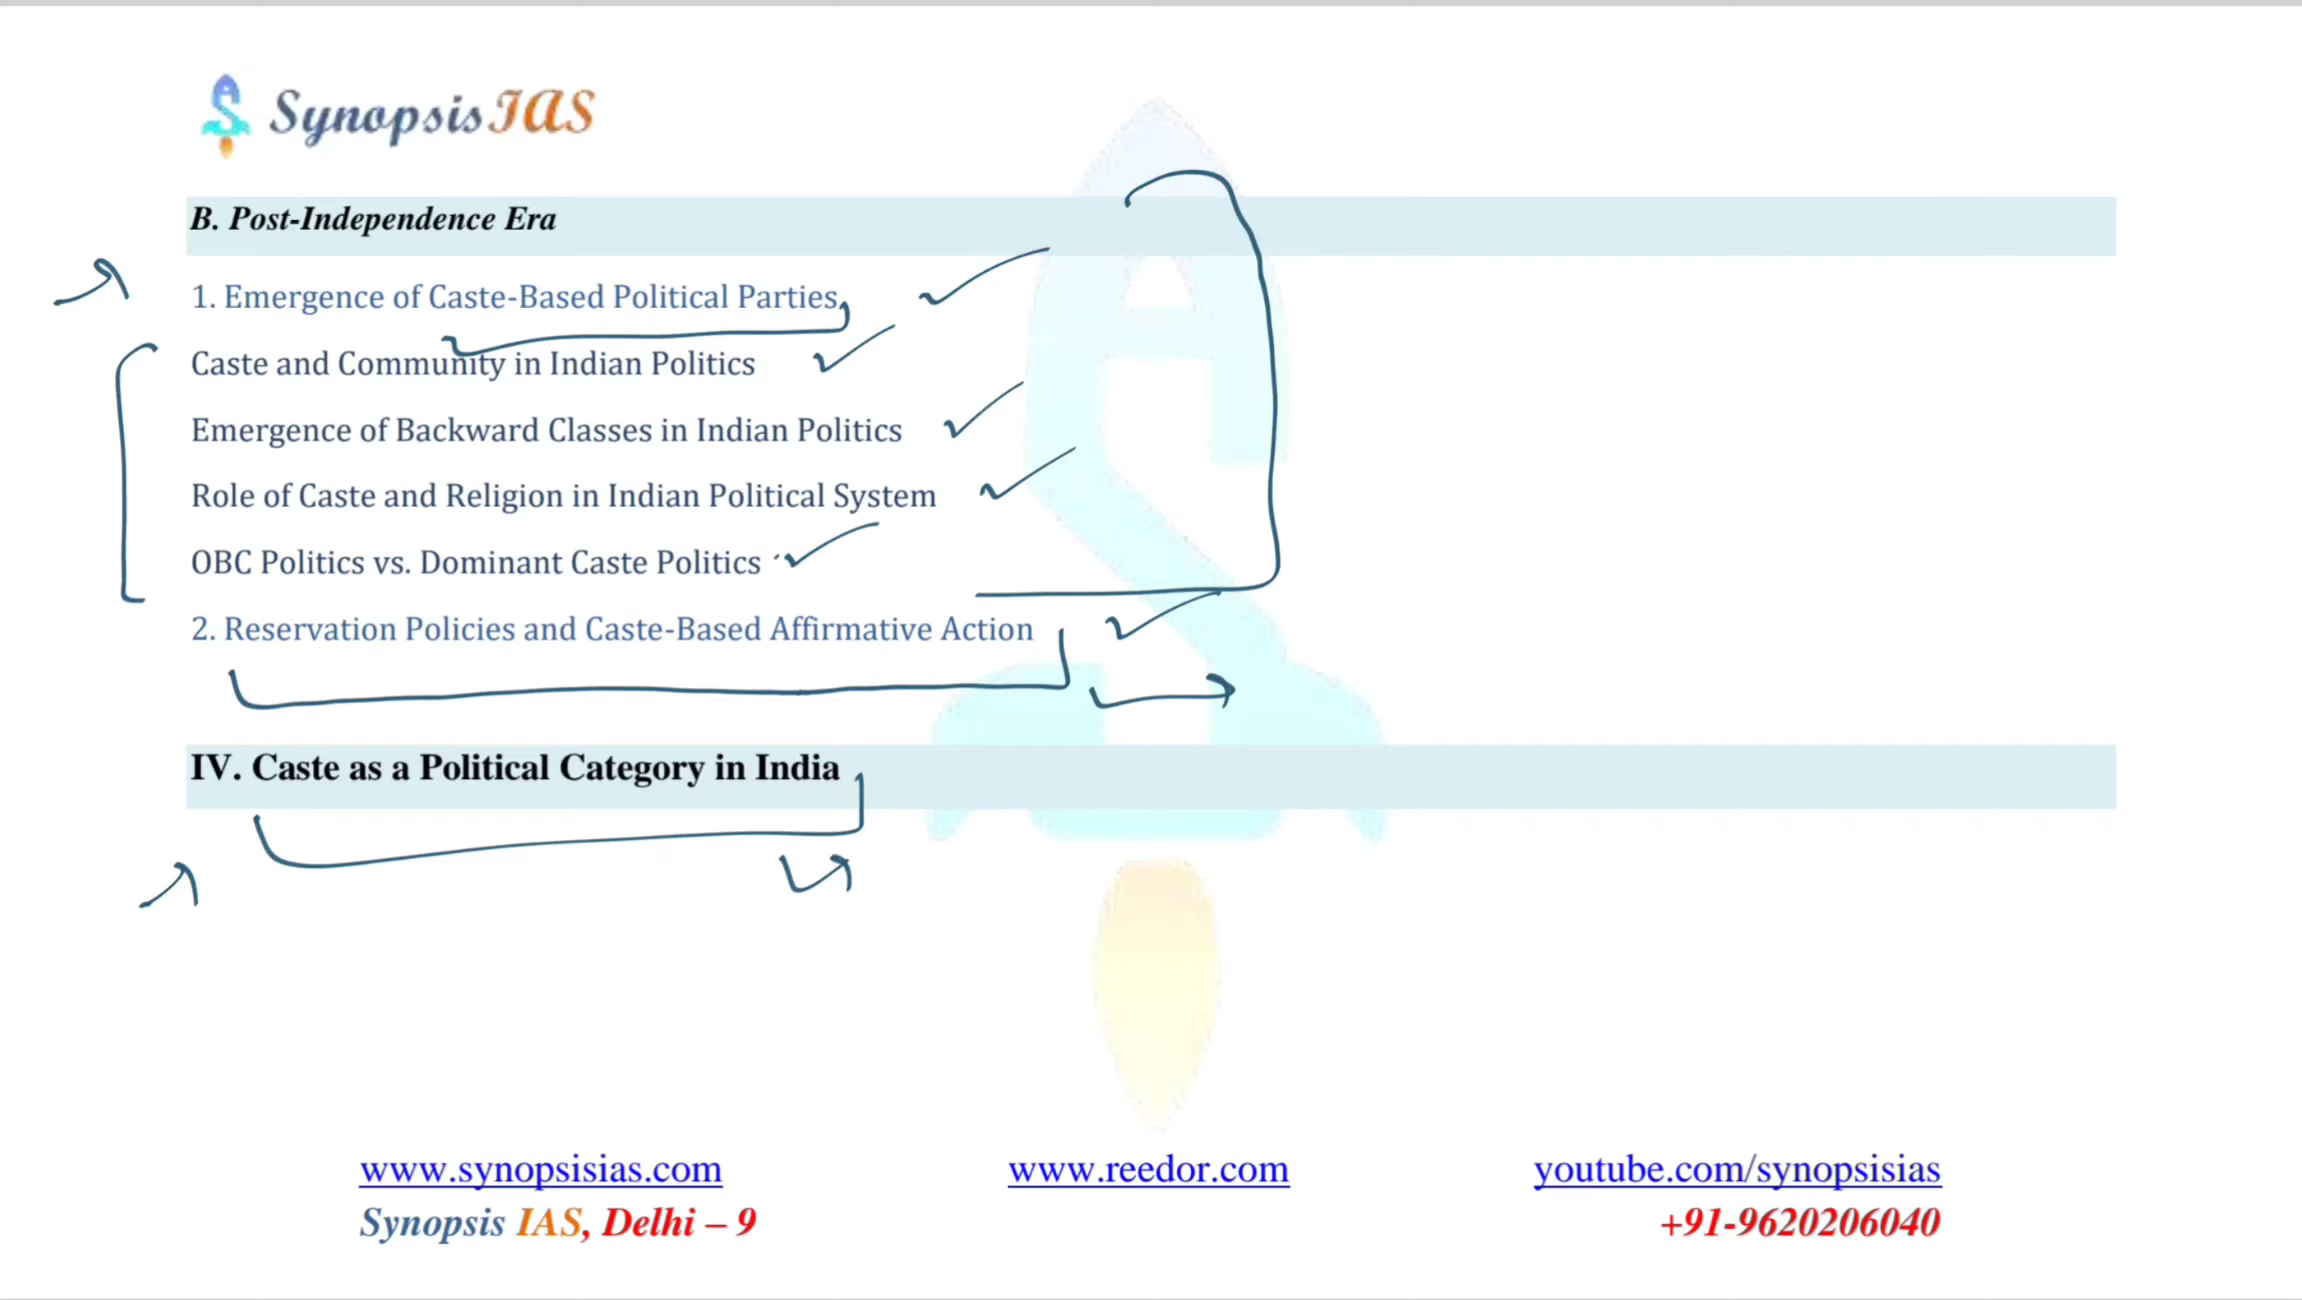 Synopsis IAS
B. Post-Independence Era
1. Emergence of Caste-Based Political Parties
Caste and Community in Indian Politics
Emergence of Backward Classes in Indian Politics
Role of Caste and Religion in Indian Political System
OBC Politics vs. Dominant Caste Politics
2. Reservation Policies and Caste-Based Affirmative Action
IV. Caste as a Political Category in India
www.synopsisias.com www.reedor.com youtube.com/synopsisias
Synopsis IAS, Delhi – 9 +91-9620206040